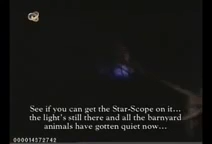 See if you can get the Star-Scope on it...
the light's still there and all the barnyard
animals have gotten quiet now...
000014572742